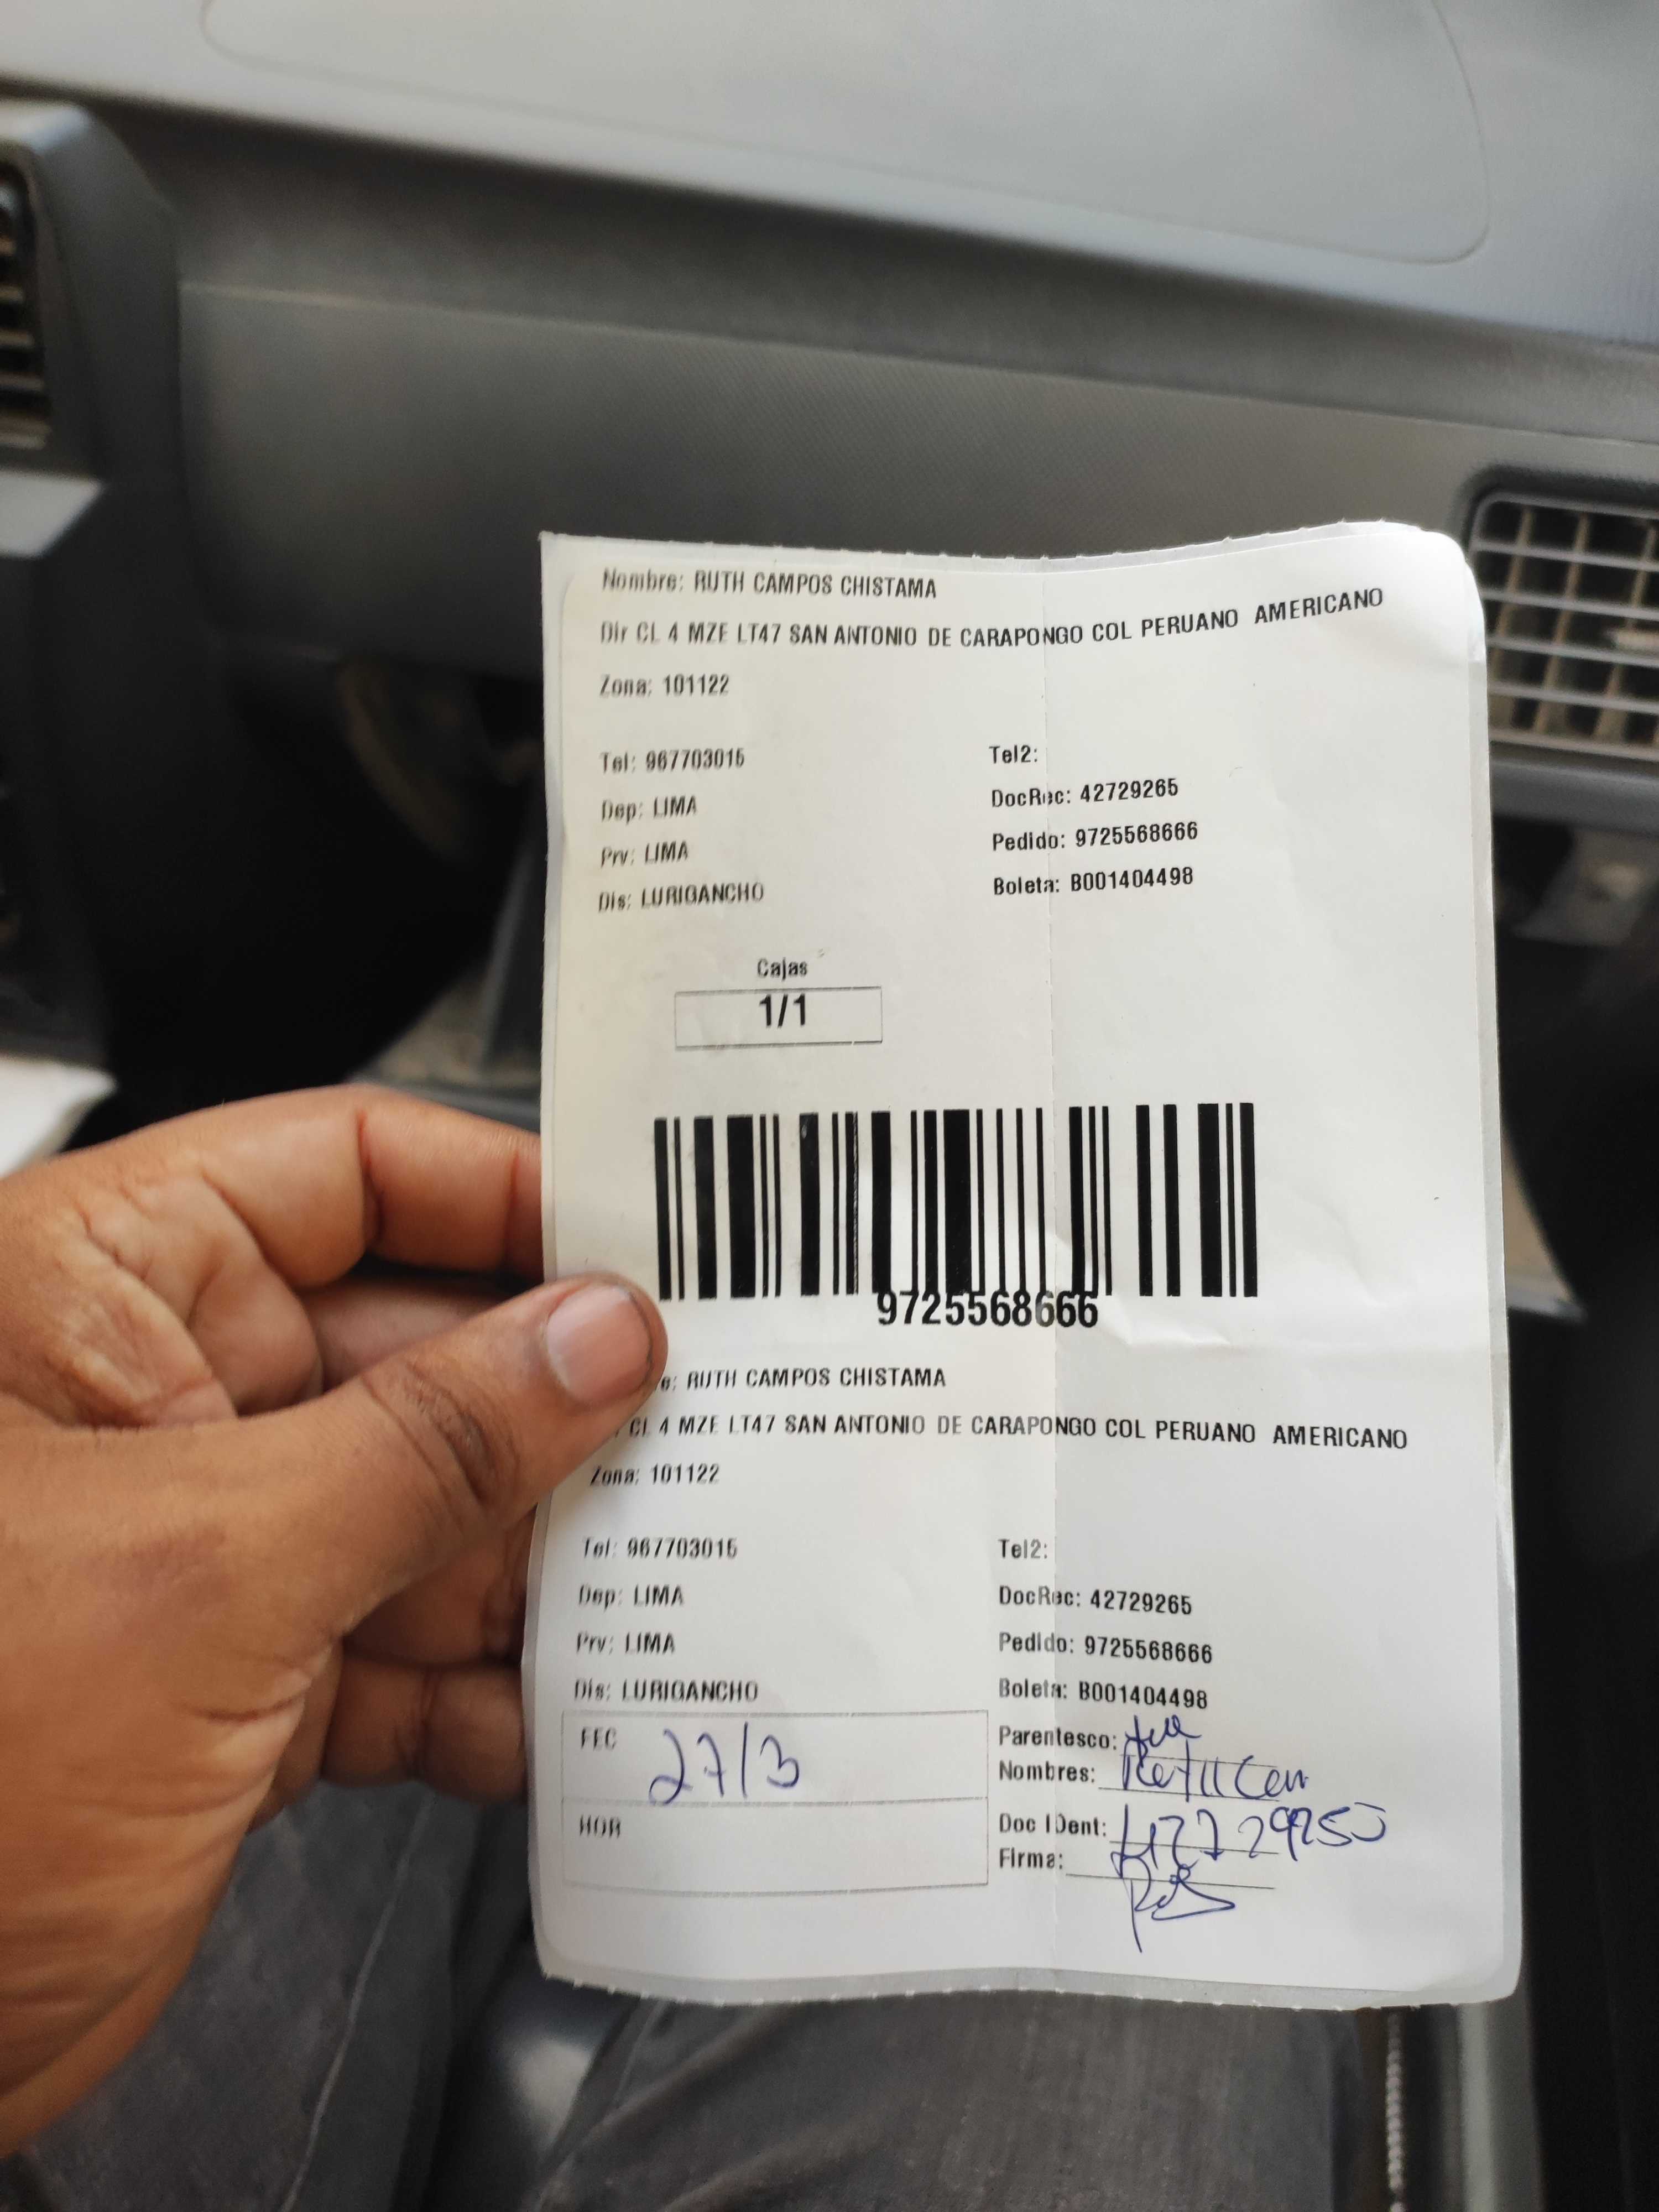 Nombre: RUTH CAMPOS CHISTAMA
Dir CL 4 MZE LT47 SAN ANTONIO DE CARAPONGO COL PERUANO AMERICANO
Zona: 101122
Tel: 967703015 Tel2:
Dep: LIMA DocRec: 42729265
Prv: LIMA Pedido: 9725568666
Dis: LURIGANCHO Boleta: B001404498
Cajas
1/1
9725568666
e: RUTH CAMPOS CHISTAMA
CL 4 MZE LT47 SAN ANTONIO DE CARAPONGO COL PERUANO AMERICANO
Zona: 101122
Tel: 967703015 Tel2:
Dep: LIMA DocRec: 42729265
Prv: LIMA Pedido: 9725568666
Dis: LURIGANCHO Boleta: B001404498
FEC 27/3 Parentesco:
Nombres:
HOR Doc IDent:
Firma: